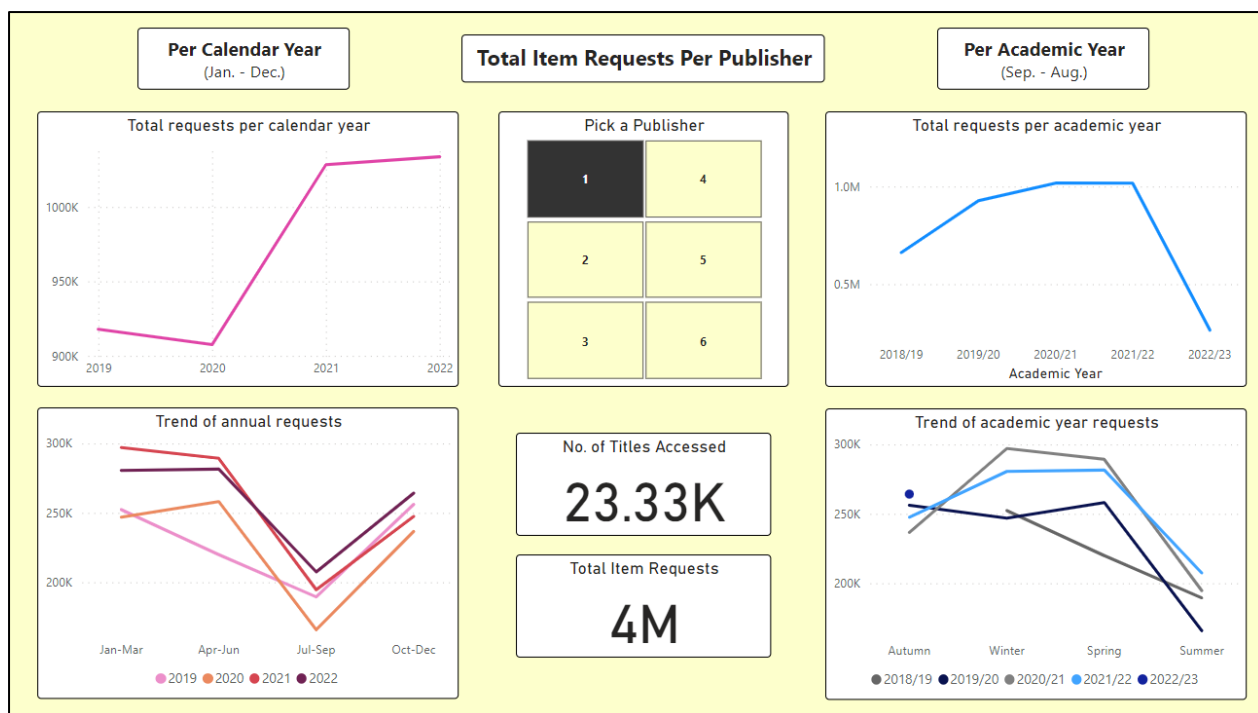 Per Calendar Year
(Jan. - Dec.)
Total Item Requests Per Publisher
Per Academic Year
(Sep. - Aug.)
Total requests per calendar year
1000K
950K
900K
2019 2020 2021 2022
Pick a Publisher
1 4
2 5
3 6
Total requests per academic year
1.0M
0.5M
2018/19 2019/20 2020/21 2021/22 2022/23
Academic Year
Trend of annual requests
300K
250K
200K
Jan-Mar Apr-Jun Jul-Sep Oct-Dec
2019 2020 2021 2022
No. of Titles Accessed
23.33K
Total Item Requests
4M
Trend of academic year requests
300K
250K
200K
Autumn Winter Spring Summer
2018/19 2019/20 2020/21 2021/22 2022/23